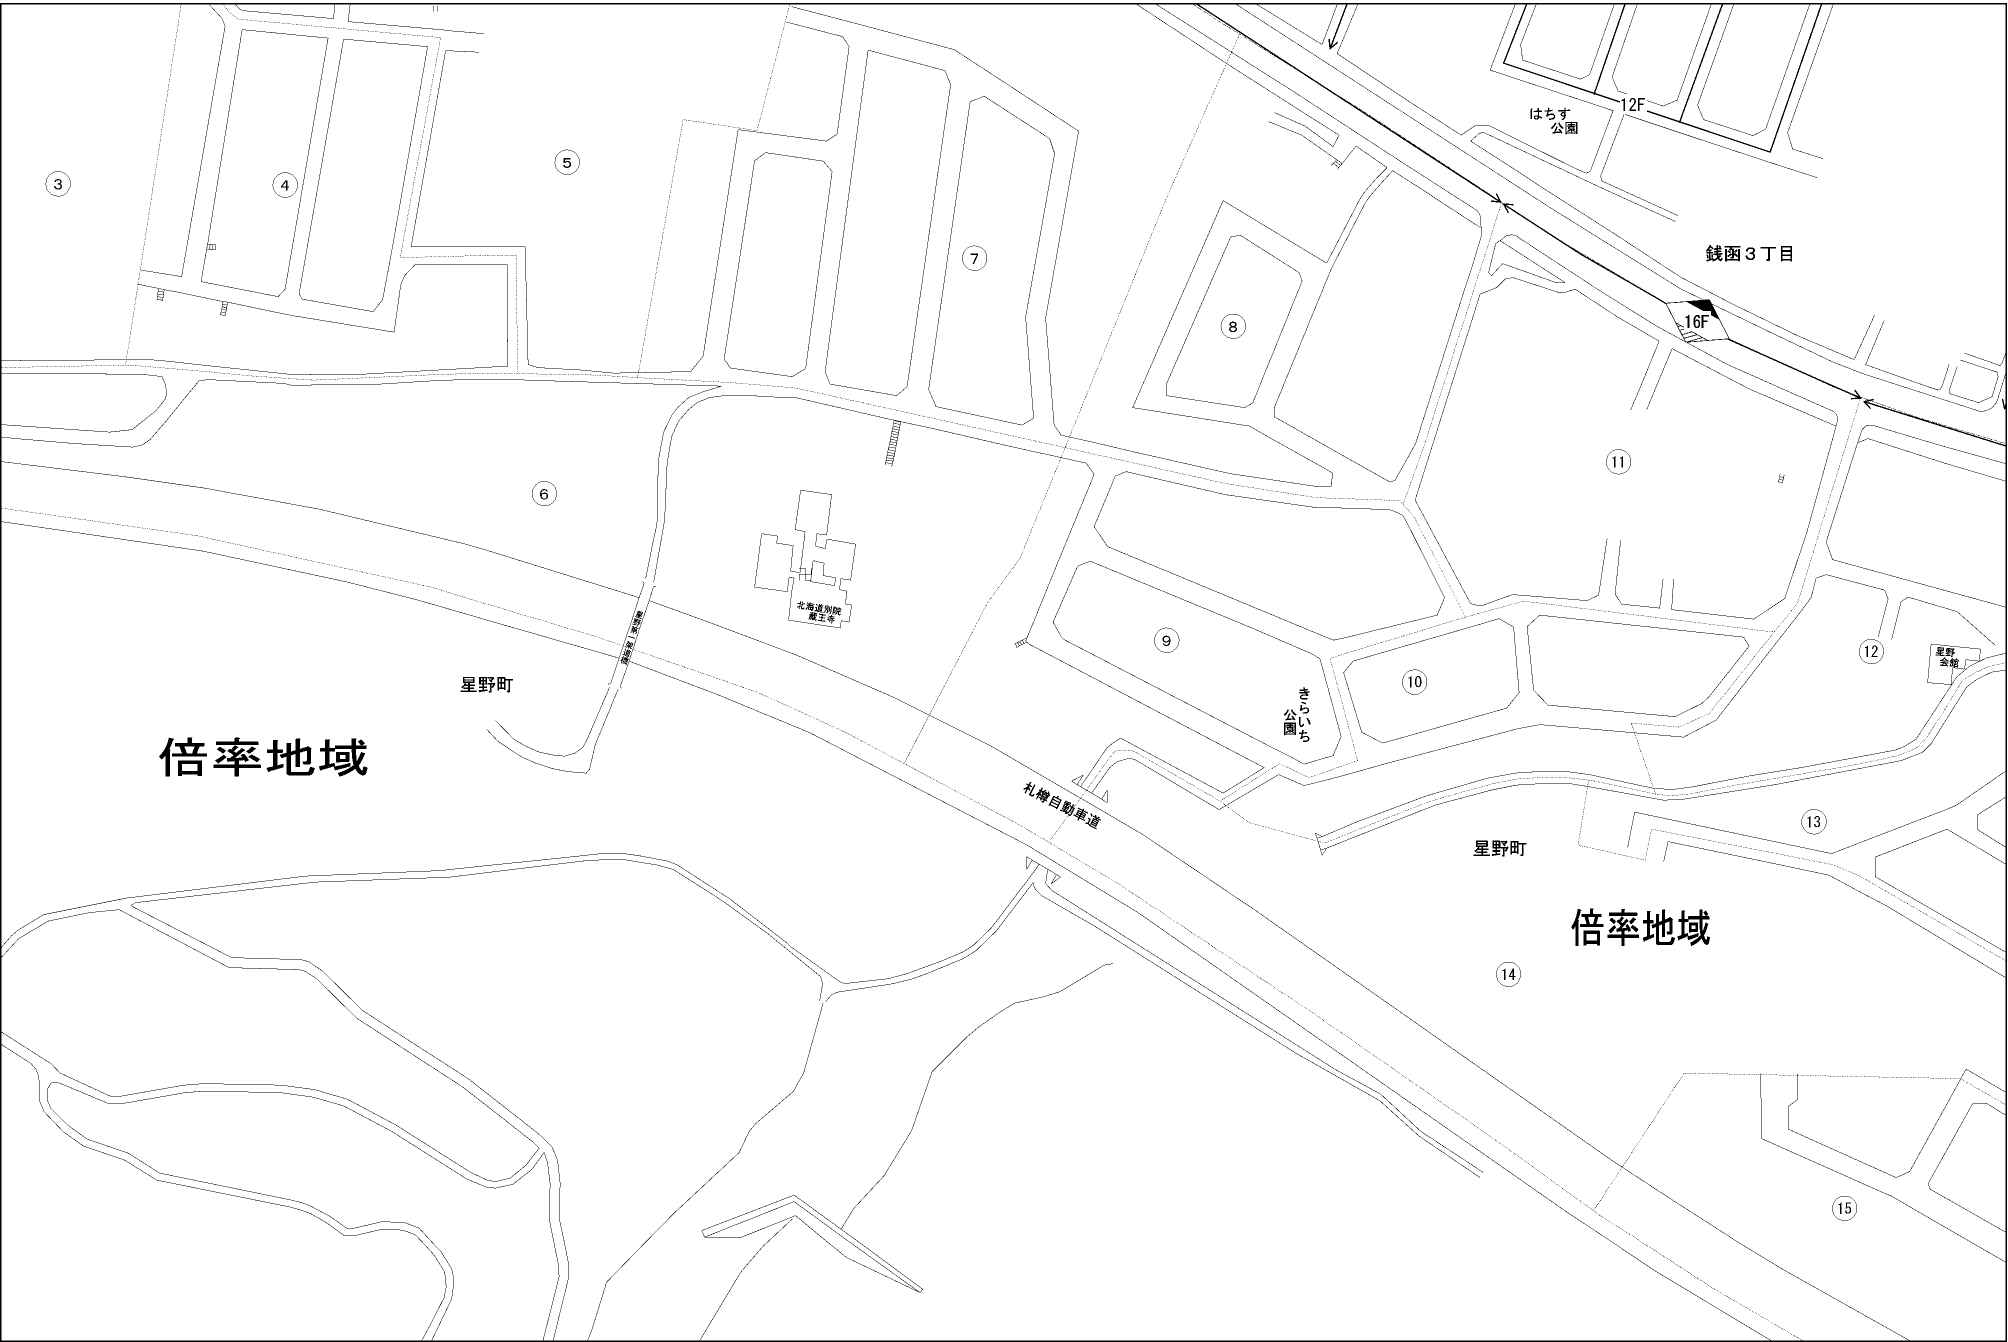 12F
はちす
公園
③
④
⑤
銭函3丁目
⑦
16F
⑧
⑪
⑥
北海道別院
蔵王寺
⑨
星野
会館
⑫
星野町
⑩
きらいち
公園
倍率地域
札樽自動車道
⑬
星野町
倍率地域
⑭
⑮